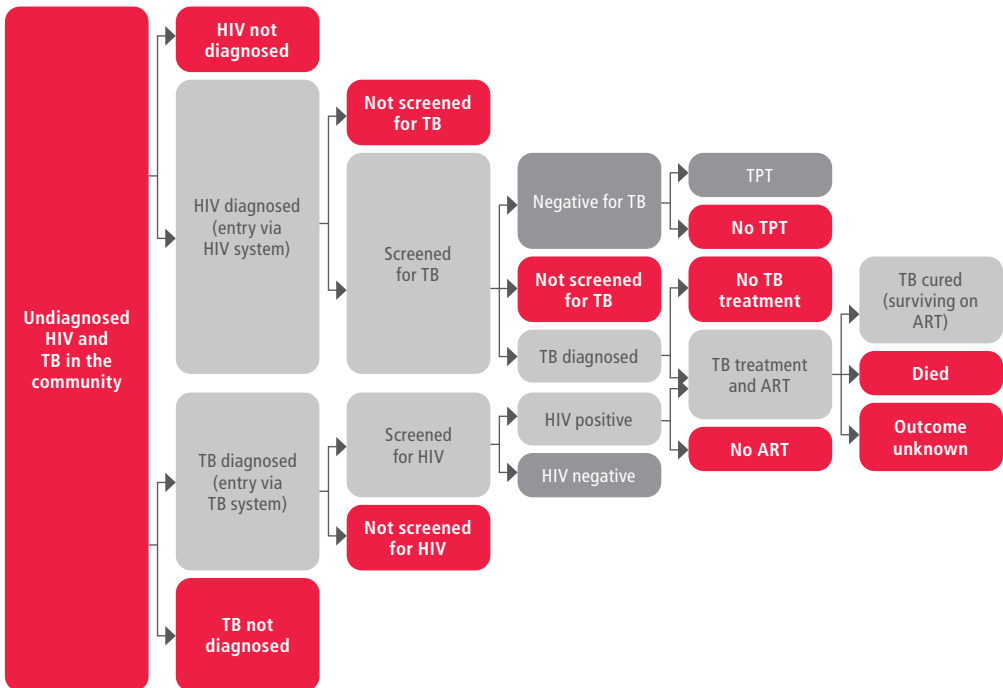 Undiagnosed
HIV and
TB in the
community
HIV not
diagnosed
HIV diagnosed
(entry via
HIV system)
TB diagnosed
(entry via
TB system)
TB not
diagnosed
Not screened
for TB
Screened
for TB
Screened
for HIV
Not screened
for HIV
Negative for TB
Not screened
for TB
TB diagnosed
HIV positive
HIV negative
TPT
No TPT
No TB
treatment
TB treatment
and ART
No ART
TB cured
(surviving on
ART)
Died
Outcome
unknown